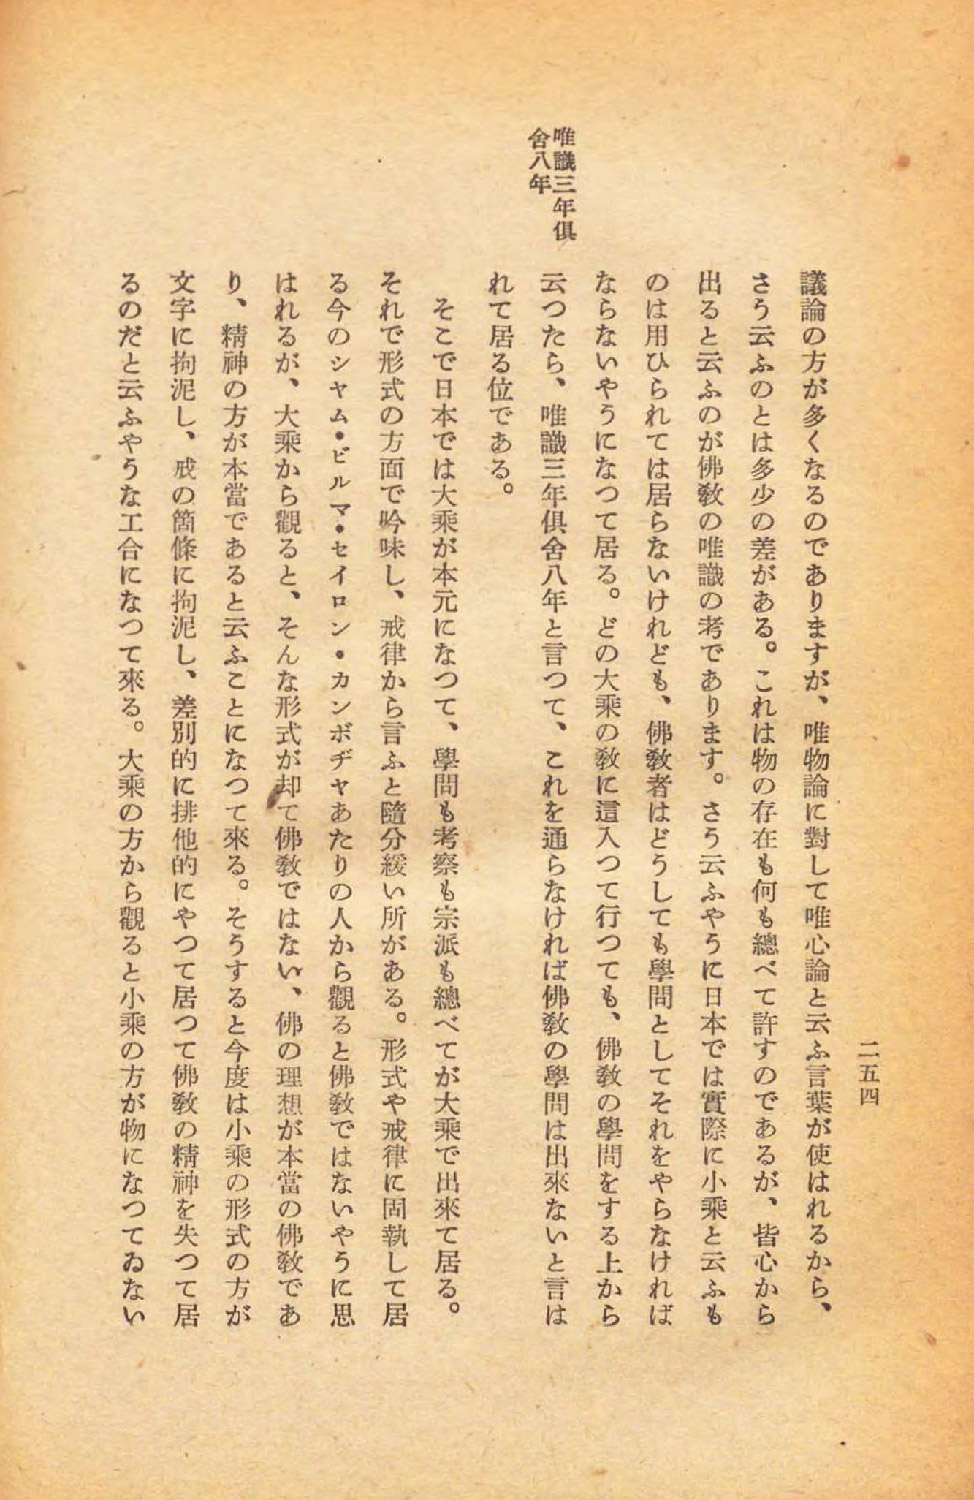 二五四
議論の方が多くなるのでありますが、唯物論に對して唯心論と云ふ言葉が使はれるから、
さう云ふのとは多少の差がある。これは物の存在も何も總べて許すのであるが、皆心から
出ると云ふのが佛教の唯識の考であります。さう云ふやうに日本では實際に小乘と云ふも
のは用ひられては居らないけれども、佛教者はどうしても學問としてそれをやらなければ
ならないやうになつて居る。どの大乘の教に這入つて行つても、佛教の學問をする上から
唯識三年俱
舍八年
云つたら、唯識三年俱舍八年と言つて、これを通らなければ佛教の學問は出來ないと言は
れて居る位である。
そこで日本では大乘が本元になつて、學問も考察も宗派も總べてが大乘で出來て居る。
それで形式の方面で吟味し、戒律から言ふと隨分緩い所がある。形式や戒律に固執して居
る今のシヤム・ビルマ・セイロン・カンボヂヤあたりの人から觀ると佛教ではないやうに思
はれるが、大乘から觀ると、そんな形式が却て佛教ではない、佛の理想が本當の佛教であ
り、精神の方が本當であると云ふことになつて來る。そうすると今度は小乘の形式の方が
文字に拘泥し、戒の箇條に拘泥し、差別的に排他的にやつて居つて佛教の精神を失つて居
るのだと云ふやうな工合になつて來る。大乘の方から觀ると小乘の方が物になつてゐない